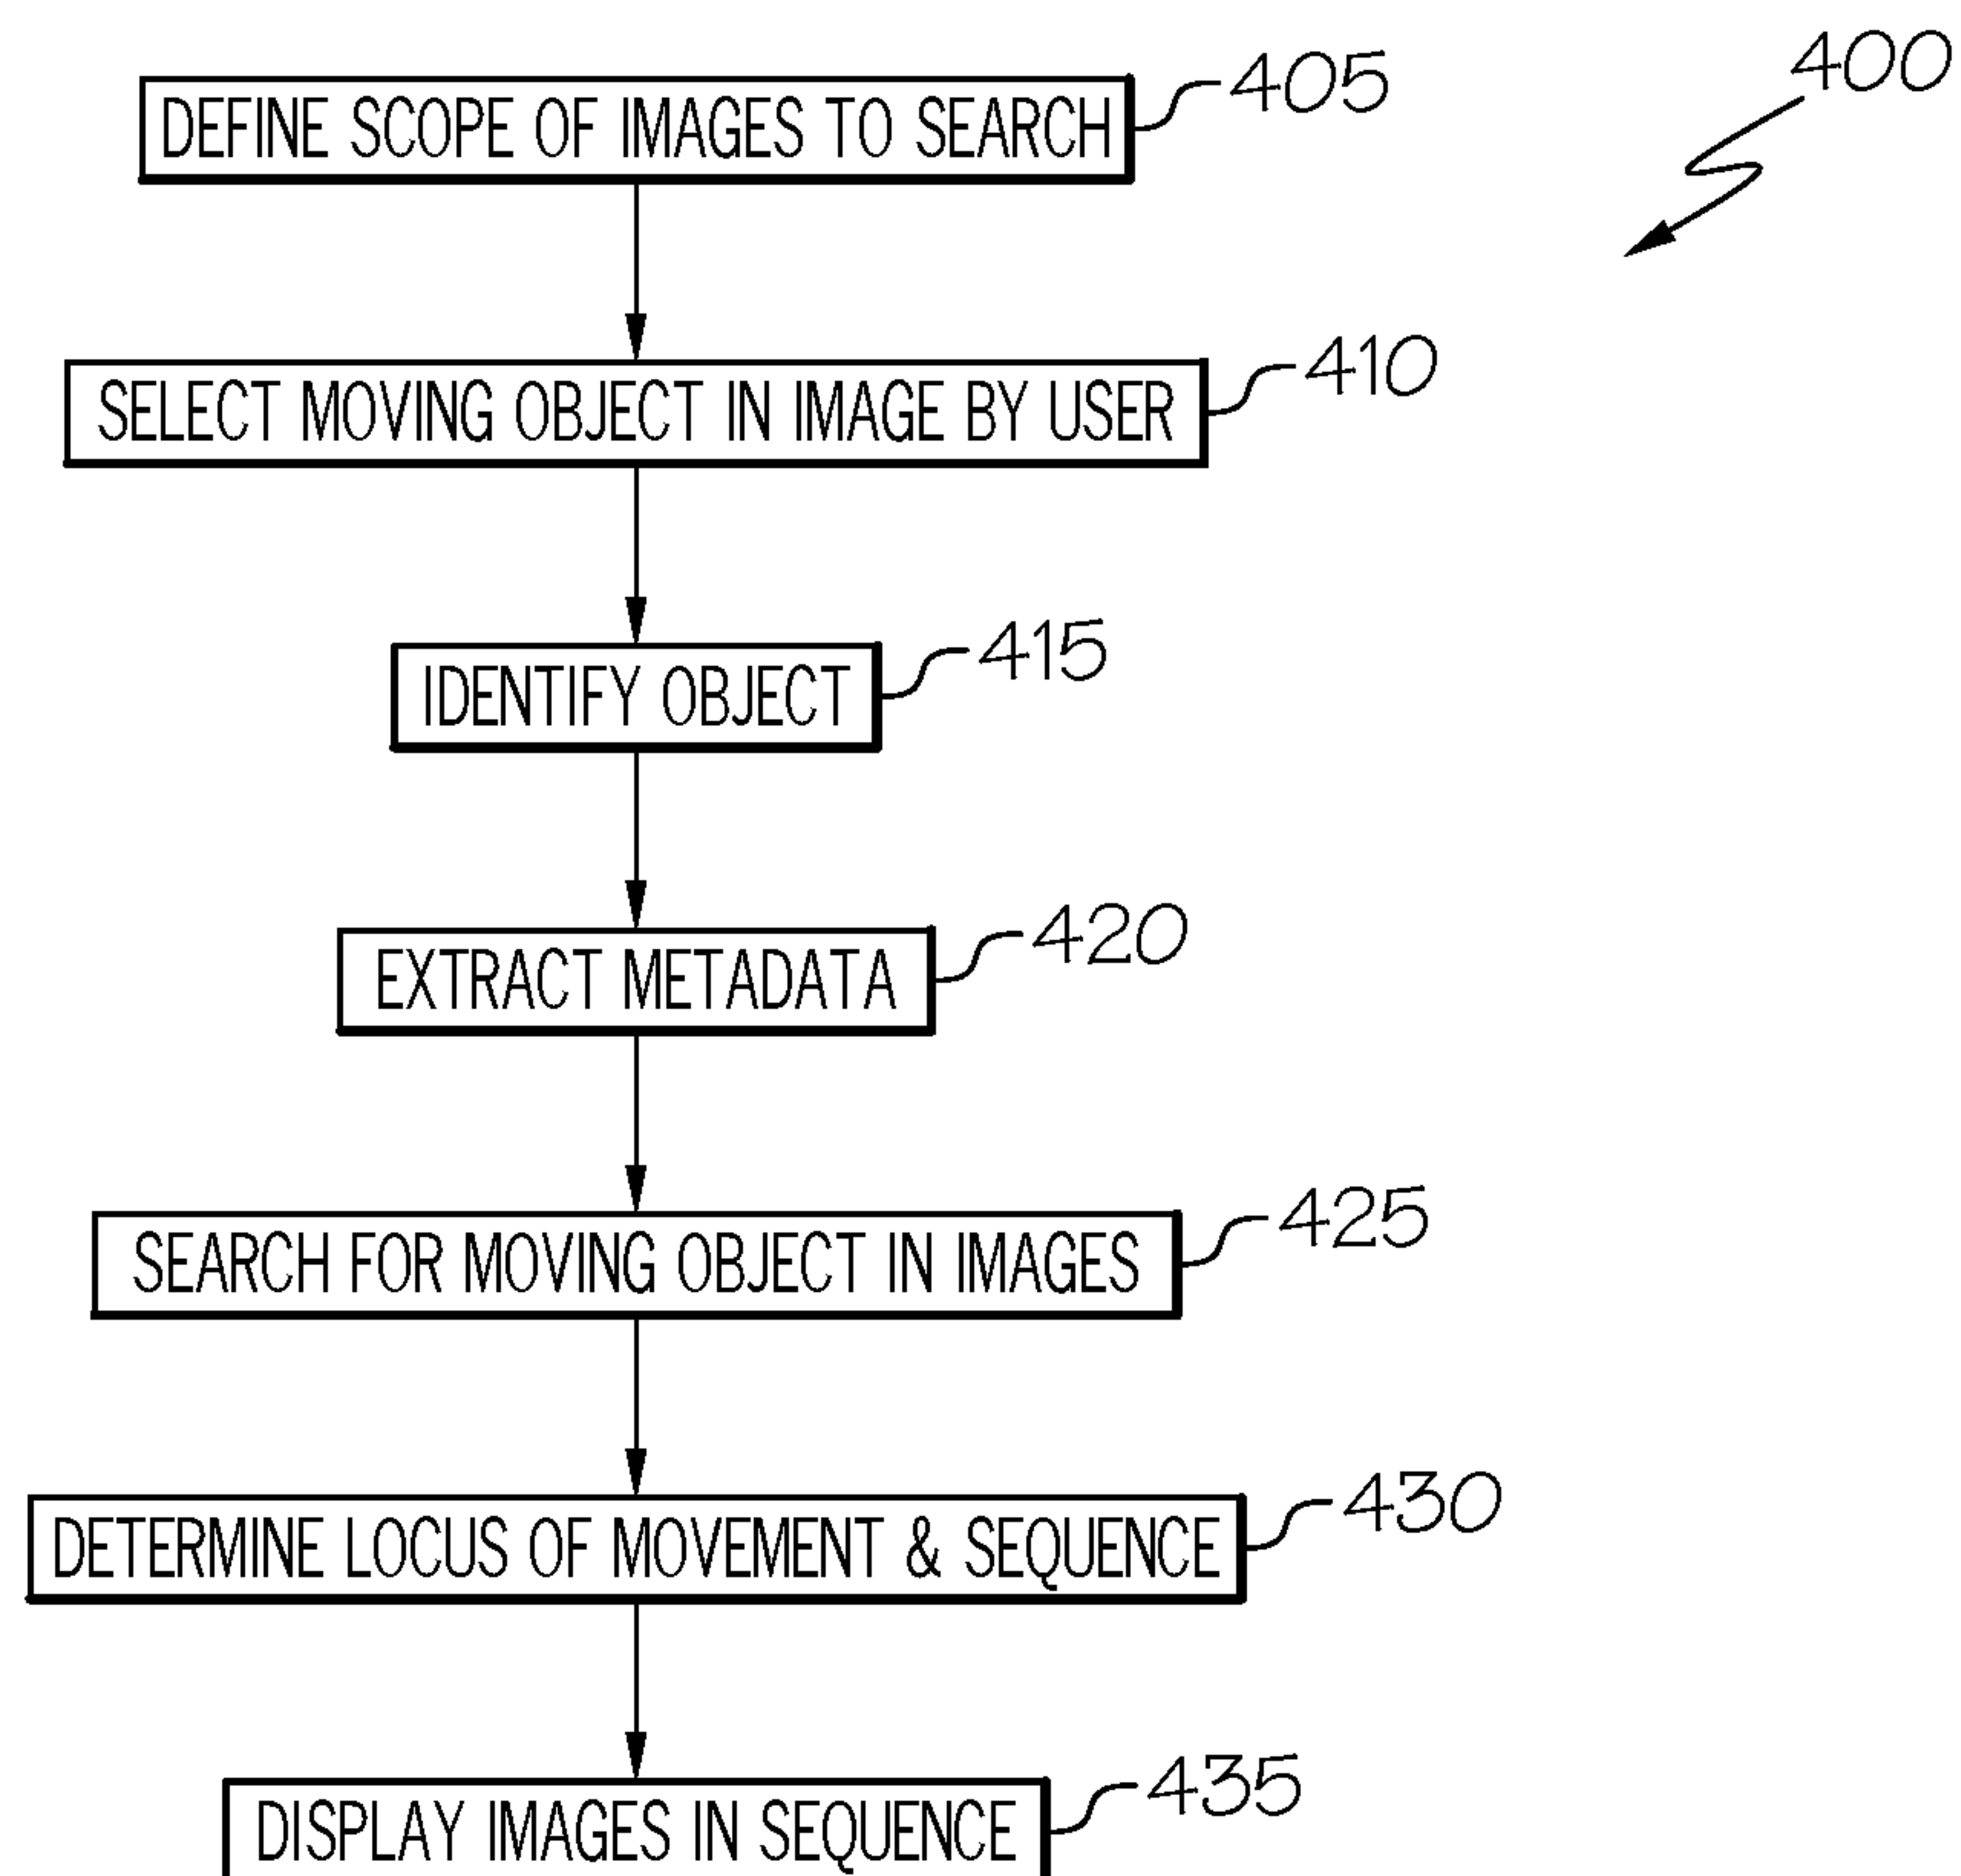 400
DEFINE SCOPE OF IMAGES TO SEARCH 405
SELECT MOVING OBJECT IN IMAGE BY USER 410
IDENTIFY OBJECT 415
EXTRACT METADATA 420
SEARCH FOR MOVING OBJECT IN IMAGES 425
DETERMINE LOCUS OF MOVEMENT & SEQUENCE 430
DISPLAY IMAGES IN SEQUENCE 435